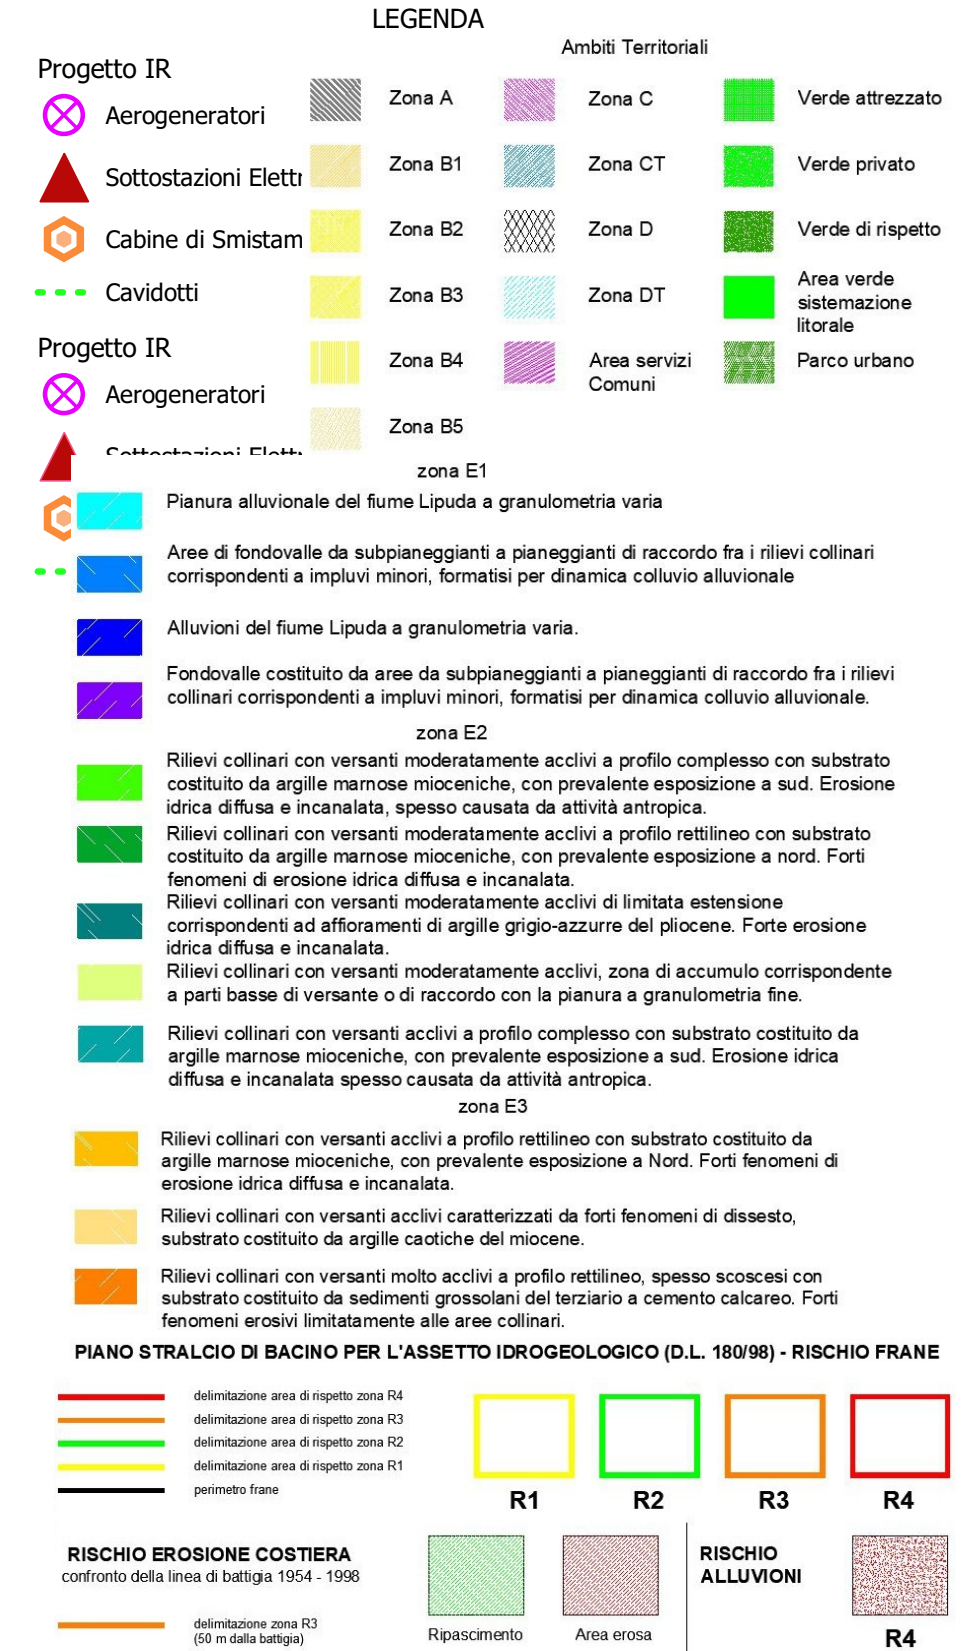 LEGENDA
Progetto IR
Aerogeneratori
Sottostazioni Elettr
Cabine di Smistam
Cavidotti
Progetto IR
Aerogeneratori
Ambiti Territoriali
Zona A
Zona B1
Zona B2
Zona B3
Zona B4
Zona B5
Zona C
Zona CT
Zona D
Zona DT
Area servizi
Comuni
Verde attrezzato
Verde privato
Verde di rispetto
Area verde
sistemazione
litorale
Parco urbano
zona E1
Pianura alluvionale del fiume Lipuda a granulometria varia
Aree di fondovalle da subpianeggianti a pianeggianti di raccordo fra i rilievi collinari
corrispondenti a impluvi minori, formatisi per dinamica colluvio alluvionale
Alluvioni del fiume Lipuda a granulometria varia.
Fondovalle costituito da aree da subpianeggianti a pianeggianti di raccordo fra i rilievi
collinari corrispondenti a impluvi minori, formatisi per dinamica colluvio alluvionale.
zona E2
Rilievi collinari con versanti moderatamente acclivi a profilo complesso con substrato
costituito da argille marnose mioceniche, con prevalente esposizione a sud. Erosione
idrica diffusa e incanalata, spesso causata da attività antropica.
Rilievi collinari con versanti moderatamente acclivi a profilo rettilineo con substrato
costituito da argille marnose mioceniche, con prevalente esposizione a nord. Forti
fenomeni di erosione idrica diffusa e incanalata.
Rilievi collinari con versanti moderatamente acclivi di limitata estensione
corrispondenti ad affioramenti di argille grigio-azzurre del pliocene. Forte erosione
idrica diffusa e incanalata.
Rilievi collinari con versanti moderatamente acclivi, zona di accumulo corrispondente
a parti basse di versante o di raccordo con la pianura a granulometria fine.
Rilievi collinari con versanti acclivi a profilo complesso con substrato costituito da
argille marnose mioceniche, con prevalente esposizione a sud. Erosione idrica
diffusa e incanalata spesso causata da attività antropica.
zona E3
Rilievi collinari con versanti acclivi a profilo rettilineo con substrato costituito da
argille marnose mioceniche, con prevalente esposizione a Nord. Forti fenomeni di
erosione idrica diffusa e incanalata.
Rilievi collinari con versanti acclivi caratterizzati da forti fenomeni di dissesto,
substrato costituito da argille caotiche del miocene.
Rilievi collinari con versanti molto acclivi a profilo rettilineo, spesso scoscesi con
substrato costituito da sedimenti grossolani del terziario a cemento calcareo. Forti
fenomeni erosivi limitatamente alle aree collinari.
PIANO STRALCIO DI BACINO PER L'ASSETTO IDROGEOLOGICO (D.L. 180/98) - RISCHIO FRANE
delimitazione area di rispetto zona R4
delimitazione area di rispetto zona R3
delimitazione area di rispetto zona R2
delimitazione area di rispetto zona R1
perimetro frane
R1 R2 R3 R4
RISCHIO EROSIONE COSTIERA
confronto della linea di battigia 1954 - 1998
delimitazione zona R3
(50 m dalla battigia)
Ripascimento
Area erosa
RISCHIO
ALLUVIONI
R4